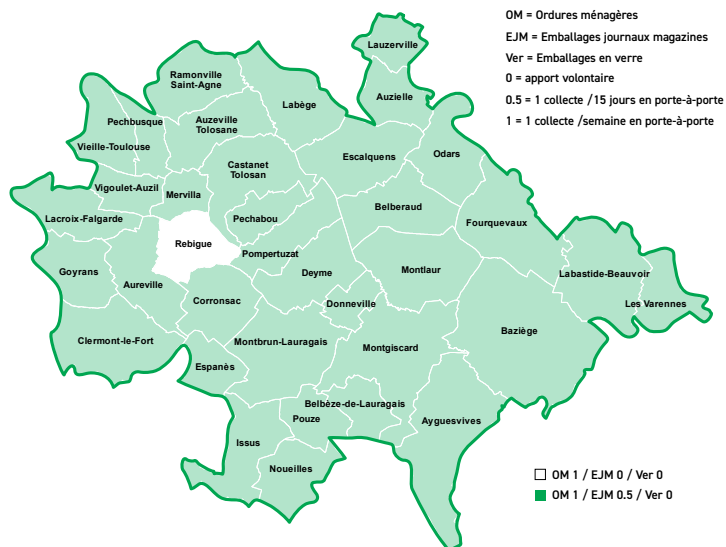 OM = Ordures ménagères
EJM = Emballages journaux magazines
Ver = Emballages en verre
0 = apport volontaire
0.5 = 1 collecte /15 jours en porte-à-porte
1 = 1 collecte /semaine en porte-à-porte
Lauzerville
Ramonville
Saint-Agne
Auzielle
Labège
Pechbusque
Auzeville
Tolosane
Vieille-Toulouse
Escalquens
Odars
Castanet
Tolosan
Vigoulet-Auzil
Mervilla
Belberaud
Lacroix-Falgarde
Pechabou
Fourquevaux
Rebigue
Pompertuzat
Goyrans
Deyme
Montlaur
Labastide-Beauvoir
Aureville
Corronsac
Donneville
Les Varennes
Baziège
Clermont-le-Fort
Montbrun-Lauragais
Montgiscard
Espanès
Belbèze-de-Lauragais
Pouze
Ayguesvives
Issus
Noueilles
OM 1 / EJM 0 / Ver 0
OM 1 / EJM 0.5 / Ver 0